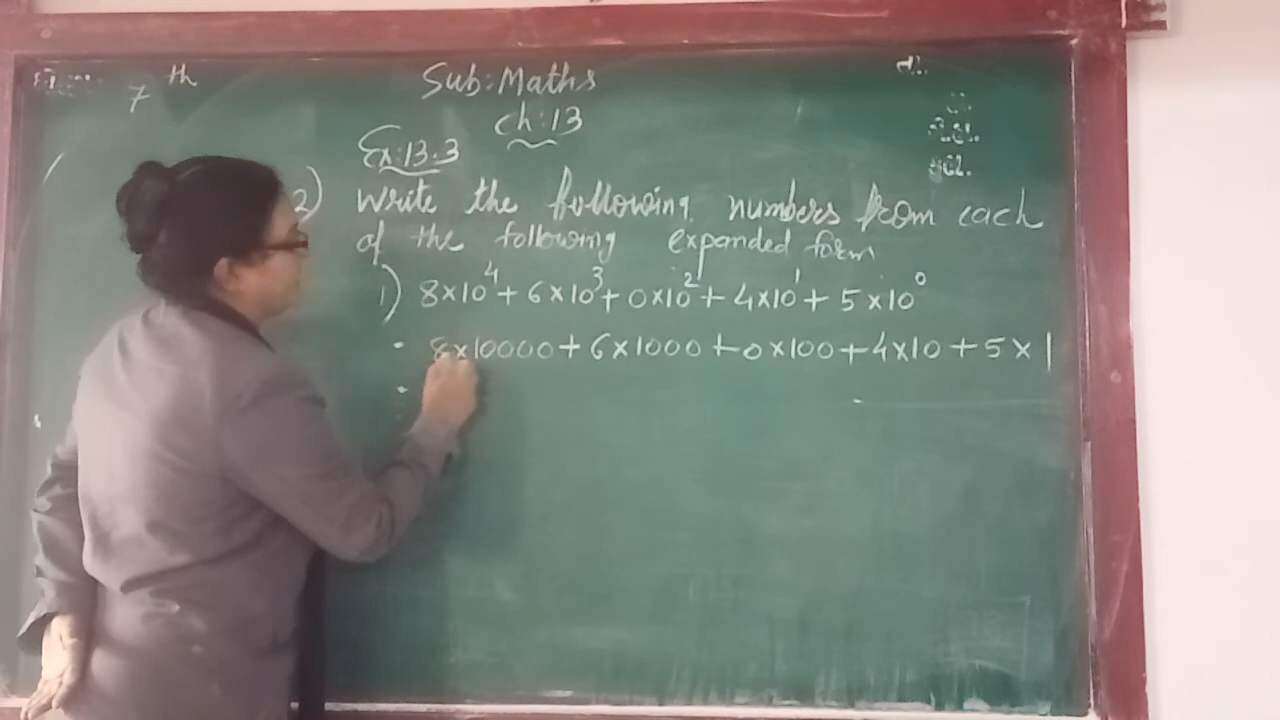 7th
Sub: Maths
Ch: 13
Ex: 13.3
2) Write the following numbers from each
of the following expanded form
1) 8×10⁴ + 6×10³ + 0×10² + 4×10¹ + 5×10⁰
8×10000 + 6×1000 + 0×100 + 4×10 + 5×1